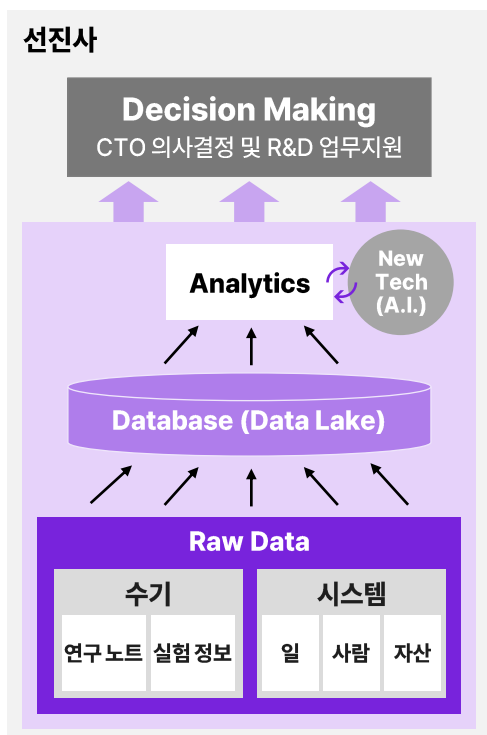 선진사
Decision Making
CTO 의사결정 및 R&D 업무지원
Analytics
New
Tech
(A.I.)
Database (Data Lake)
Raw Data
수기
시스템
연구 노트
실험 정보
일
사람
자산